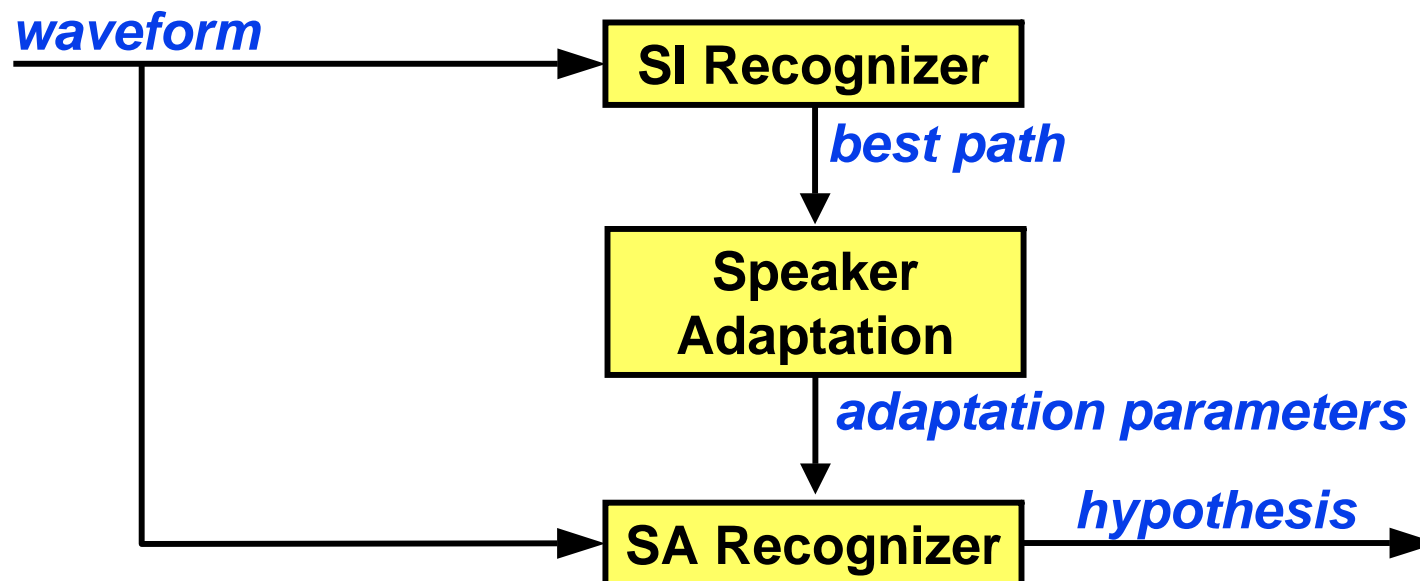 waveform
SI Recognizer
best path
Speaker
Adaptation
adaptation parameters
hypothesis
SA Recognizer